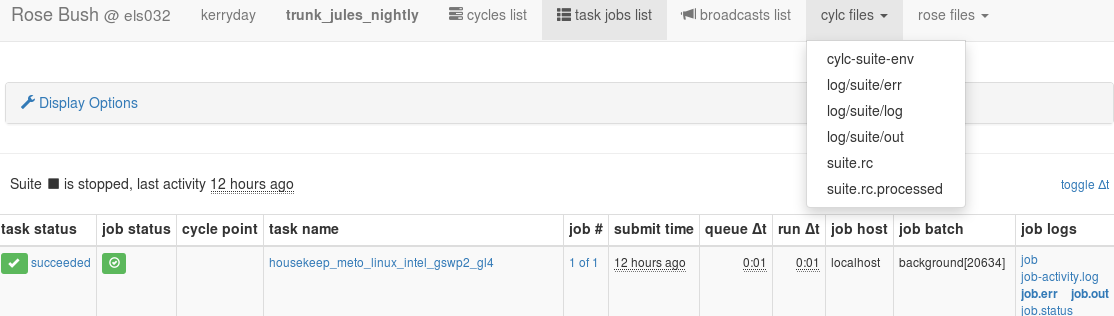 Rose Bush @ els032 kerryday trunk_jules_nightly cycles list task jobs list broadcasts list cylc files rose files
cylc-suite-env
log/suite/err
log/suite/log
log/suite/out
suite.rc
suite.rc.processed
Display Options
Suite is stopped, last activity 12 hours ago toggle Δt
task status job status cycle point task name job # submit time queue Δt run Δt job host job batch job logs
succeeded housekeep_meto_linux_intel_gswp2_gl4 1 of 1 12 hours ago 0:01 0:01 localhost background[20634] job
job-activity.log
job.err job.out
job.status